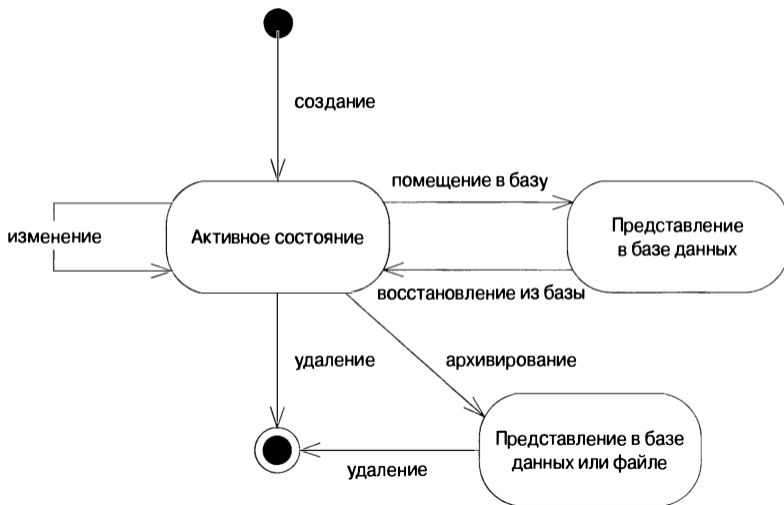 создание
помещение в базу
изменение
Активное состояние
Представление
в базе данных
восстановление из базы
удаление
архивирование
Представление в базе
данных или файле
удаление